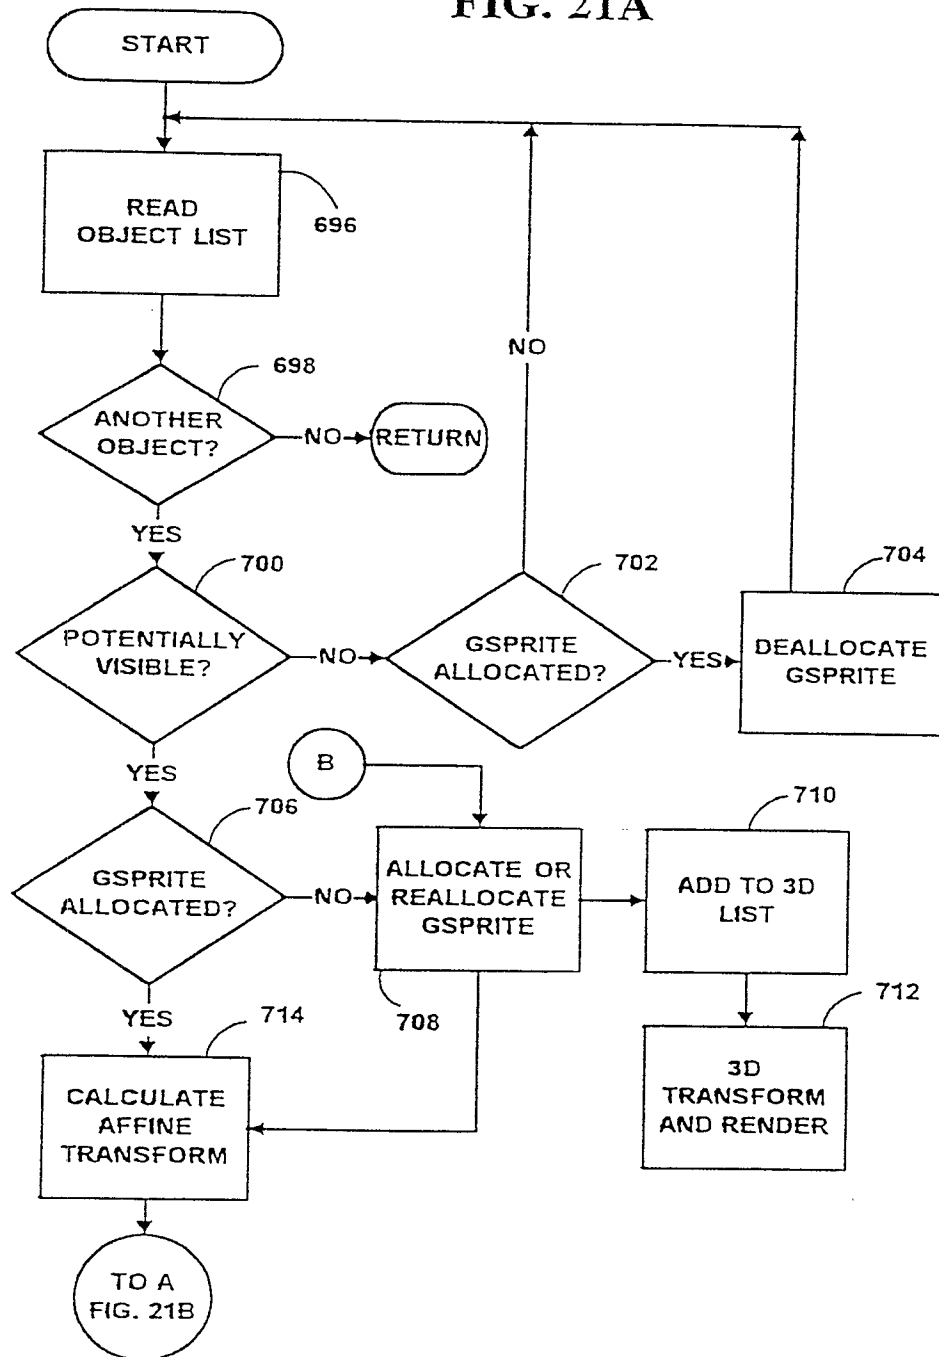 FIG. 21A
START
READ
OBJECT LIST
696
NO
698
ANOTHER
OBJECT?
NO
RETURN
YES
700
POTENTIALLY
VISIBLE?
NO
702
GSPRITE
ALLOCATED?
YES
704
DEALLOCATE
GSPRITE
YES
B
706
GSPRITE
ALLOCATED?
NO
ALLOCATE OR
REALLOCATE
GSPRITE
708
710
ADD TO 3D
LIST
712
3D
TRANSFORM
AND RENDER
YES
714
CALCULATE
AFFINE
TRANSFORM
TO A
FIG. 21B